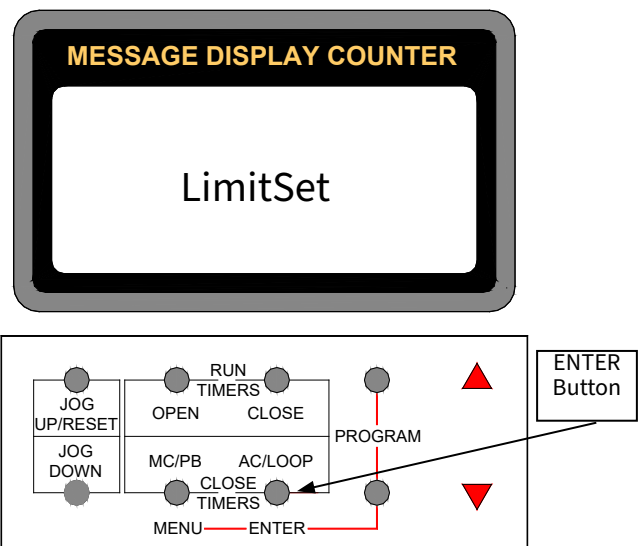 MESSAGE DISPLAY COUNTER
LimitSet
ENTER
Button
RUN
TIMERS
JOG
UP/RESET
OPEN
CLOSE
PROGRAM
JOG
DOWN
MC/PB
AC/LOOP
CLOSE
TIMERS
MENU
ENTER